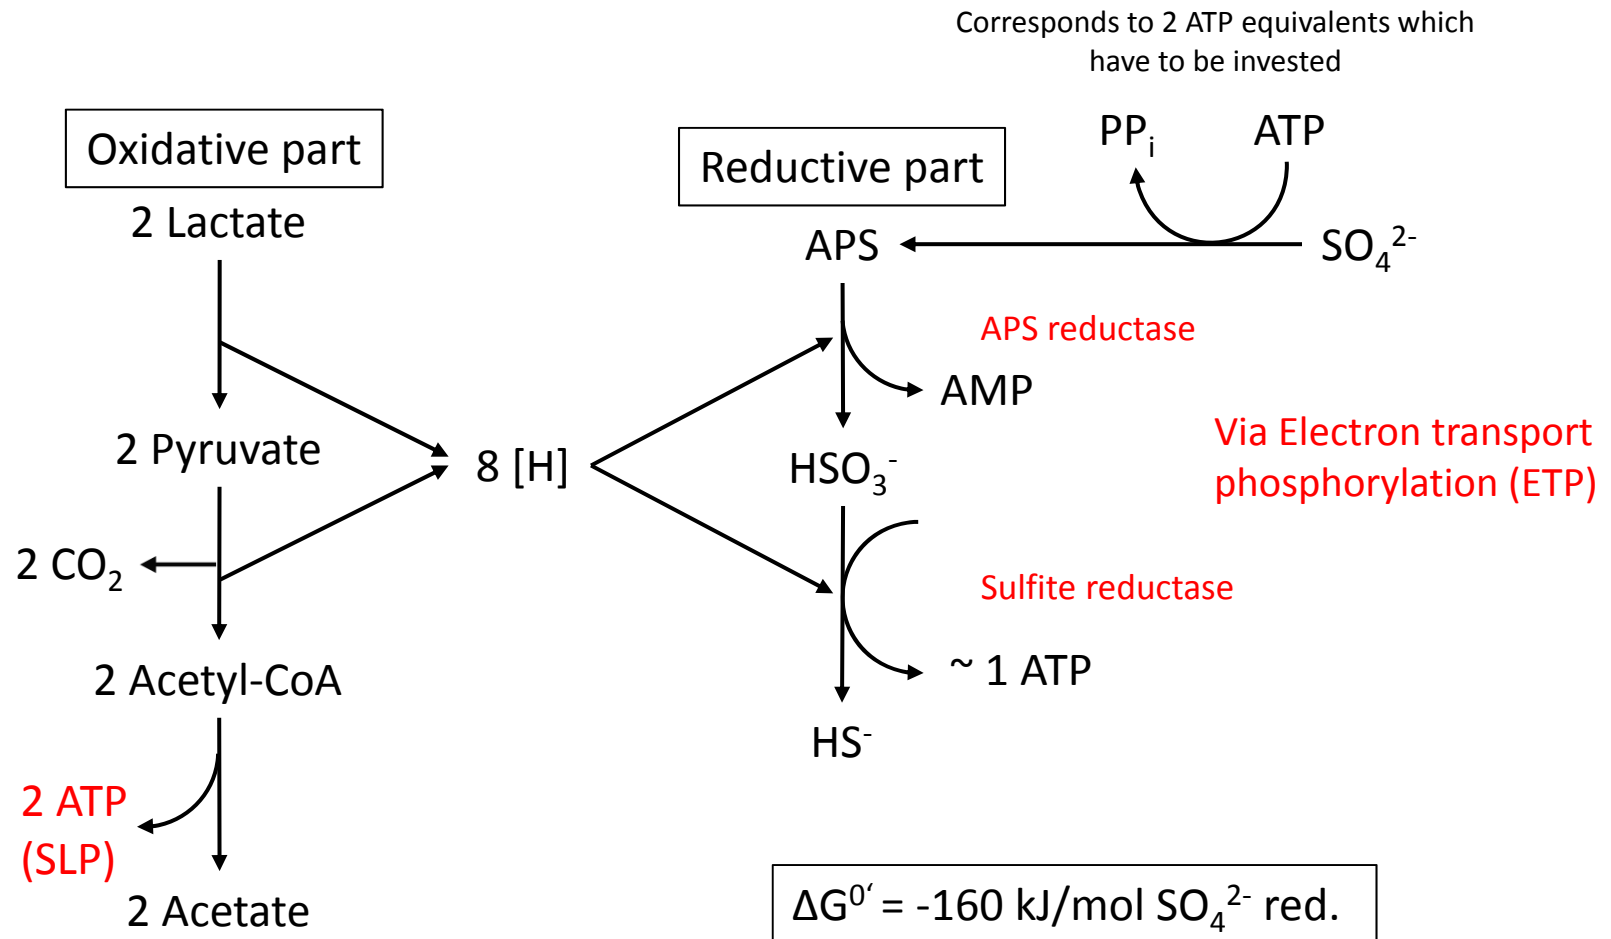 Corresponds to 2 ATP equivalents which
have to be invested
Oxidative part
Reductive part
PPᵢ
ATP
2 Lactate
APS
SO₄²⁻
APS reductase
AMP
2 Pyruvate
8 [H]
HSO₃⁻
Via Electron transport
phosphorylation (ETP)
2 CO₂
Sulfite reductase
2 Acetyl-CoA
~ 1 ATP
HS⁻
2 ATP
(SLP)
2 Acetate
ΔG⁰‘ = -160 kJ/mol SO₄²⁻ red.